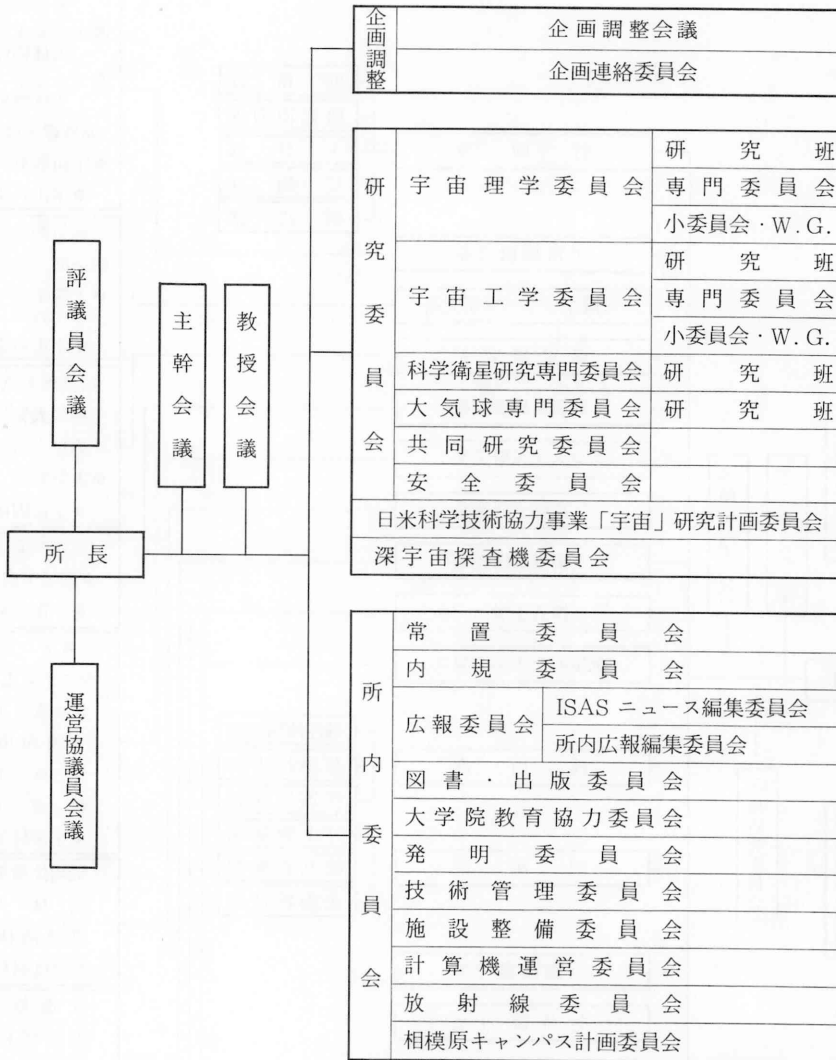 評議員会議
所長
運営協議員会議
主幹会議
教授会議
企画調整
企画調整会議
企画連絡委員会
研究委員会
宇宙理学委員会
研究班
専門委員会
小委員会・W.G.
宇宙工学委員会
研究班
専門委員会
小委員会・W.G.
科学衛星研究専門委員会 研究班
大気球専門委員会 研究班
共同研究委員会
安全委員会
日米科学技術協力事業「宇宙」研究計画委員会
深宇宙探査機委員会
所内委員会
常置委員会
内規委員会
広報委員会
ISAS ニュース編集委員会
所内広報編集委員会
図書・出版委員会
大学院教育協力委員会
発明委員会
技術管理委員会
施設整備委員会
計算機運営委員会
放射線委員会
相模原キャンパス計画委員会